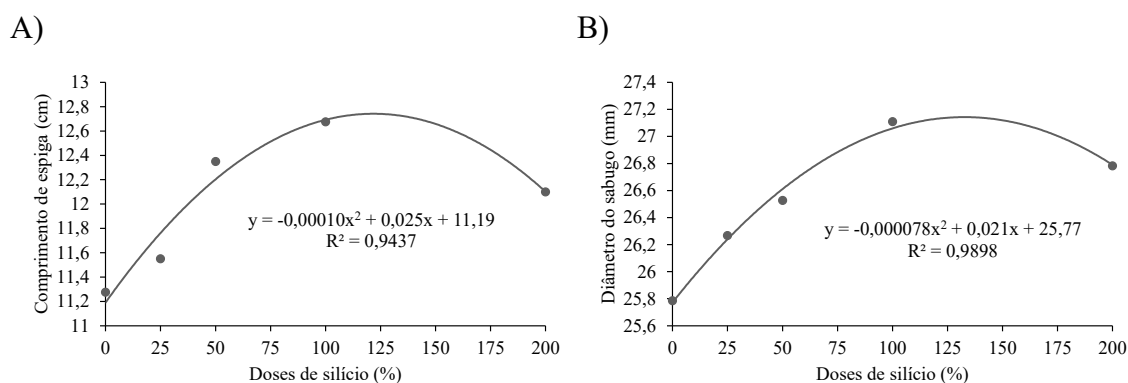 A)
Comprimento de espiga (cm)
13
12,8
12,6
12,4
12,2
12
11,8
11,6
11,4
11,2
11
y = -0,00010x² + 0,025x + 11,19
R² = 0,9437
0 25 50 75 100 125 150 175 200
Doses de silício (%)
B)
Diâmetro do sabugo (mm)
27,4
27,2
27
26,8
26,6
26,4
26,2
26
25,8
25,6
y = -0,000078x² + 0,021x + 25,77
R² = 0,9898
0 25 50 75 100 125 150 175 200
Doses de silício (%)